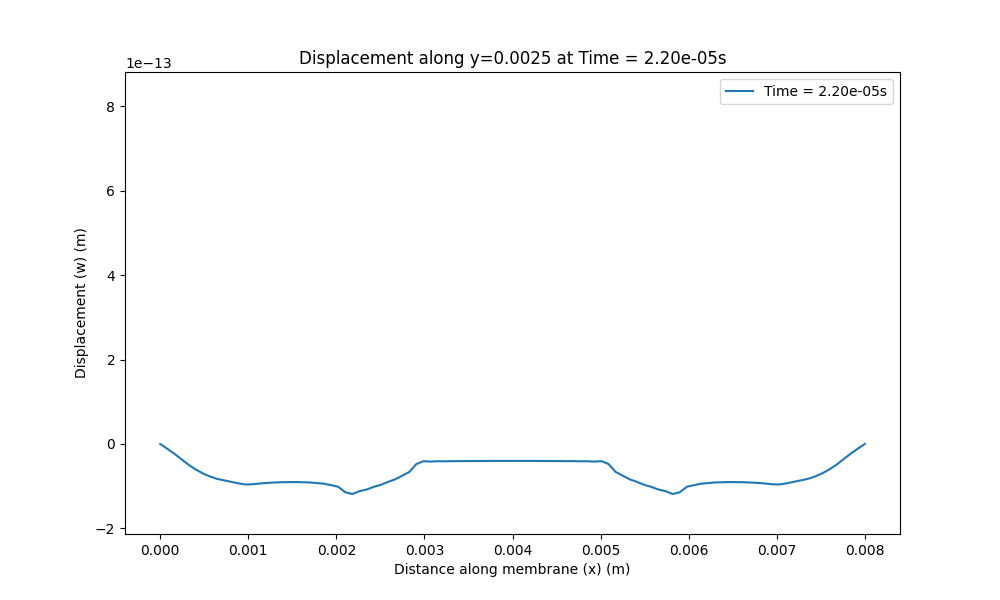 Displacement along y=0.0025 at Time = 2.20e-05s
1e−13
Time = 2.20e-05s
8
6
4
2
0
−2
Displacement (w) (m)
0.000 0.001 0.002 0.003 0.004 0.005 0.006 0.007 0.008
Distance along membrane (x) (m)